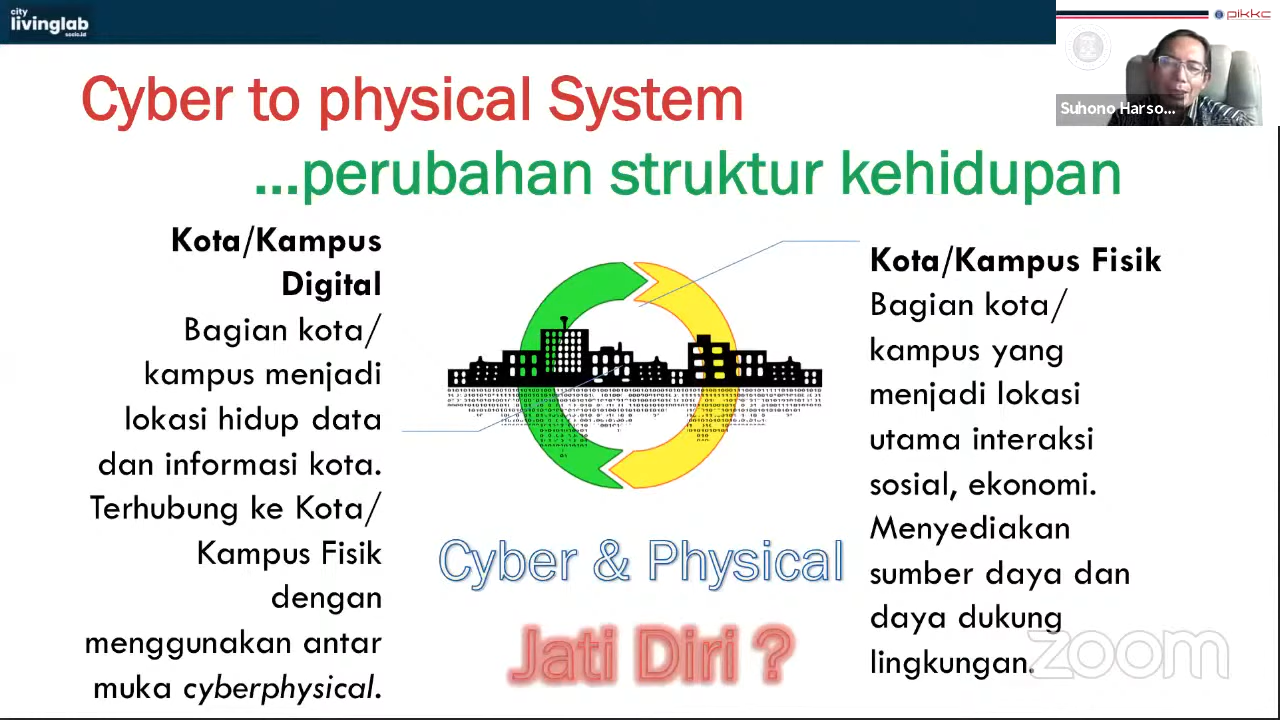 city
livinglab
socio.id
pikkc
Suhono Harso...
Cyber to physical System
...perubahan struktur kehidupan
Kota/Kampus
Digital
Bagian kota/
kampus menjadi
lokasi hidup data
dan informasi kota.
Terhubung ke Kota/
Kampus Fisik
dengan
menggunakan antar
muka cyberphysical.
Cyber & Physical
Jati Diri ?
Kota/Kampus Fisik
Bagian kota/
kampus yang
menjadi lokasi
utama interaksi
sosial, ekonomi.
Menyediakan
sumber daya dan
daya dukung
lingkungan.
zoom